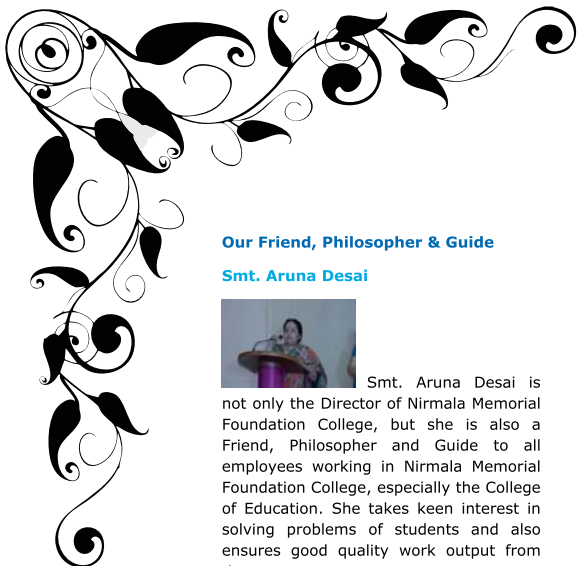 Our Friend, Philosopher & Guide
Smt. Aruna Desai
Smt. Aruna Desai is
not only the Director of Nirmala Memorial
Foundation College, but she is also a
Friend, Philosopher and Guide to all
employees working in Nirmala Memorial
Foundation College, especially the College
of Education. She takes keen interest in
solving problems of students and also
ensures good quality work output from